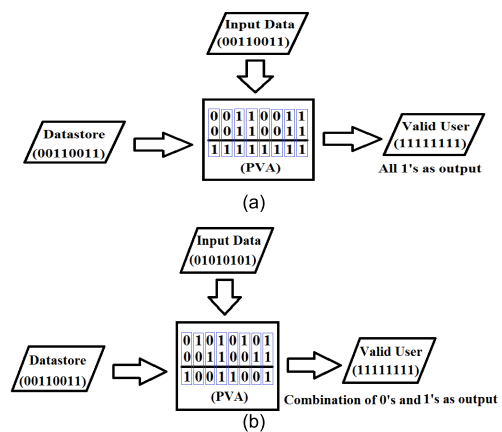 Input Data
(00110011)
Datastore
(00110011)
0 0 1 1 0 0 1 1
0 0 1 1 0 0 1 1
1 1 1 1 1 1 1 1
(PVA)
Valid User
(11111111)
All 1's as output
(a)
Input Data
(01010101)
Datastore
(00110011)
0 1 0 1 0 1 0 1
0 0 1 1 0 0 1 1
1 0 0 1 1 0 0 1
(PVA)
Valid User
(11111111)
Combination of 0's and 1's as output
(b)